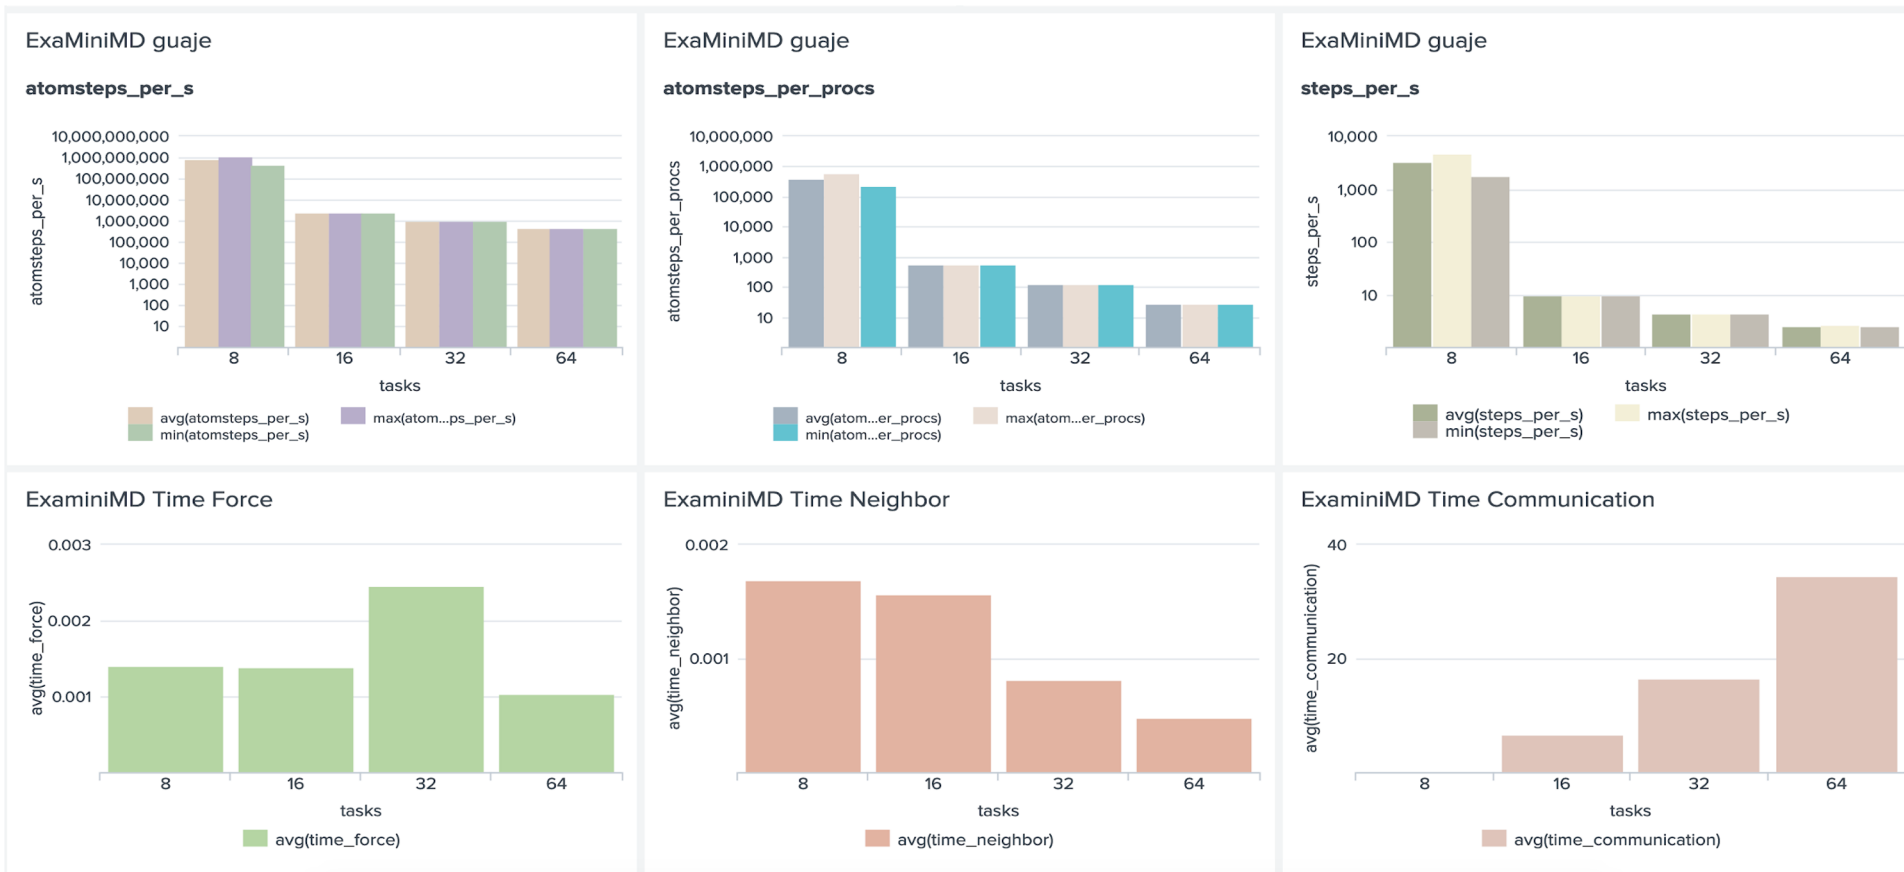 ExaMiniMD guaje
atomsteps_per_s
10,000,000,000
1,000,000,000
100,000,000
10,000,000
1,000,000
100,000
10,000
1,000
100
10
atomsteps_per_s
8 16 32 64
tasks
avg(atomsteps_per_s) max(atom...ps_per_s)
min(atomsteps_per_s)
ExaMiniMD guaje
atomsteps_per_procs
10,000,000
1,000,000
100,000
10,000
1,000
100
10
atomsteps_per_procs
8 16 32 64
tasks
avg(atom...er_procs) max(atom...er_procs)
min(atom...er_procs)
ExaMiniMD guaje
steps_per_s
10,000
1,000
100
10
steps_per_s
8 16 32 64
tasks
avg(steps_per_s) max(steps_per_s)
min(steps_per_s)
ExaminiMD Time Force
0.003
0.002
0.001
avg(time_force)
8 16 32 64
tasks
avg(time_force)
ExaminiMD Time Neighbor
0.002
0.001
avg(time_neighbor)
8 16 32 64
tasks
avg(time_neighbor)
ExaminiMD Time Communication
40
20
avg(time_communication)
8 16 32 64
tasks
avg(time_communication)